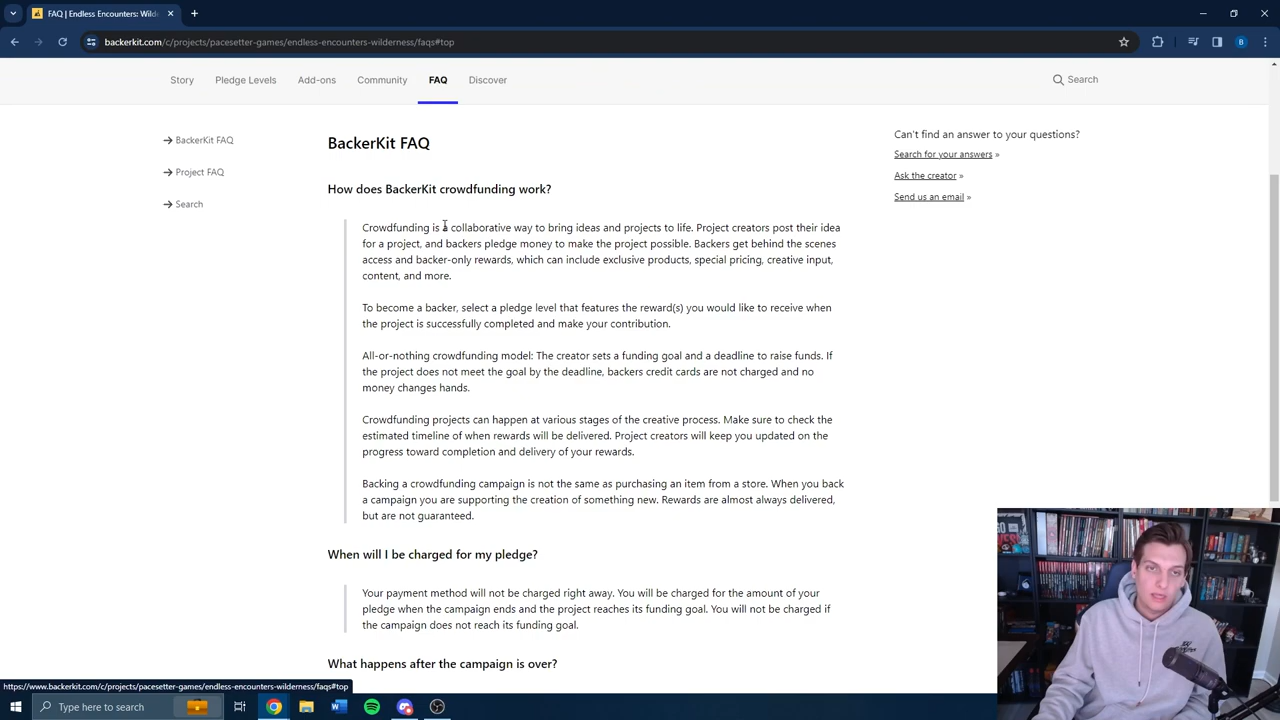 FAQ | Endless Encounters: Wilde
backerkit.com/c/projects/pacesetter-games/endless-encounters-wilderness/faqs#top
B
Story
Pledge Levels
Add-ons
Community
FAQ
Discover
Search
BackerKit FAQ
Project FAQ
Search
BackerKit FAQ
How does BackerKit crowdfunding work?
Crowdfunding is a collaborative way to bring ideas and projects to life. Project creators post their idea
for a project, and backers pledge money to make the project possible. Backers get behind the scenes
access and backer-only rewards, which can include exclusive products, special pricing, creative input,
content, and more.
To become a backer, select a pledge level that features the reward(s) you would like to receive when
the project is successfully completed and make your contribution.
All-or-nothing crowdfunding model: The creator sets a funding goal and a deadline to raise funds. If
the project does not meet the goal by the deadline, backers credit cards are not charged and no
money changes hands.
Crowdfunding projects can happen at various stages of the creative process. Make sure to check the
estimated timeline of when rewards will be delivered. Project creators will keep you updated on the
progress toward completion and delivery of your rewards.
Backing a crowdfunding campaign is not the same as purchasing an item from a store. When you back
a campaign you are supporting the creation of something new. Rewards are almost always delivered,
but are not guaranteed.
When will I be charged for my pledge?
Your payment method will not be charged right away. You will be charged for the amount of your
pledge when the campaign ends and the project reaches its funding goal. You will not be charged if
the campaign does not reach its funding goal.
What happens after the campaign is over?
Can't find an answer to your questions?
Search for your answers »
Ask the creator »
Send us an email »
https://www.backerkit.com/c/projects/pacesetter-games/endless-encounters-wilderness/faqs#top
Type here to search